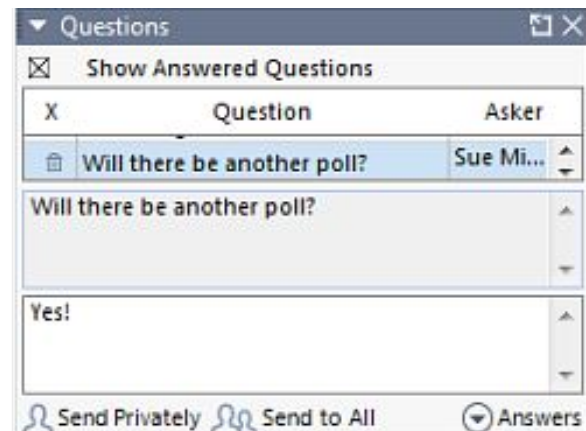 Questions
Show Answered Questions
X Question Asker
Will there be another poll? Sue Mi...
Will there be another poll?
Yes!
Send Privately Send to All Answers